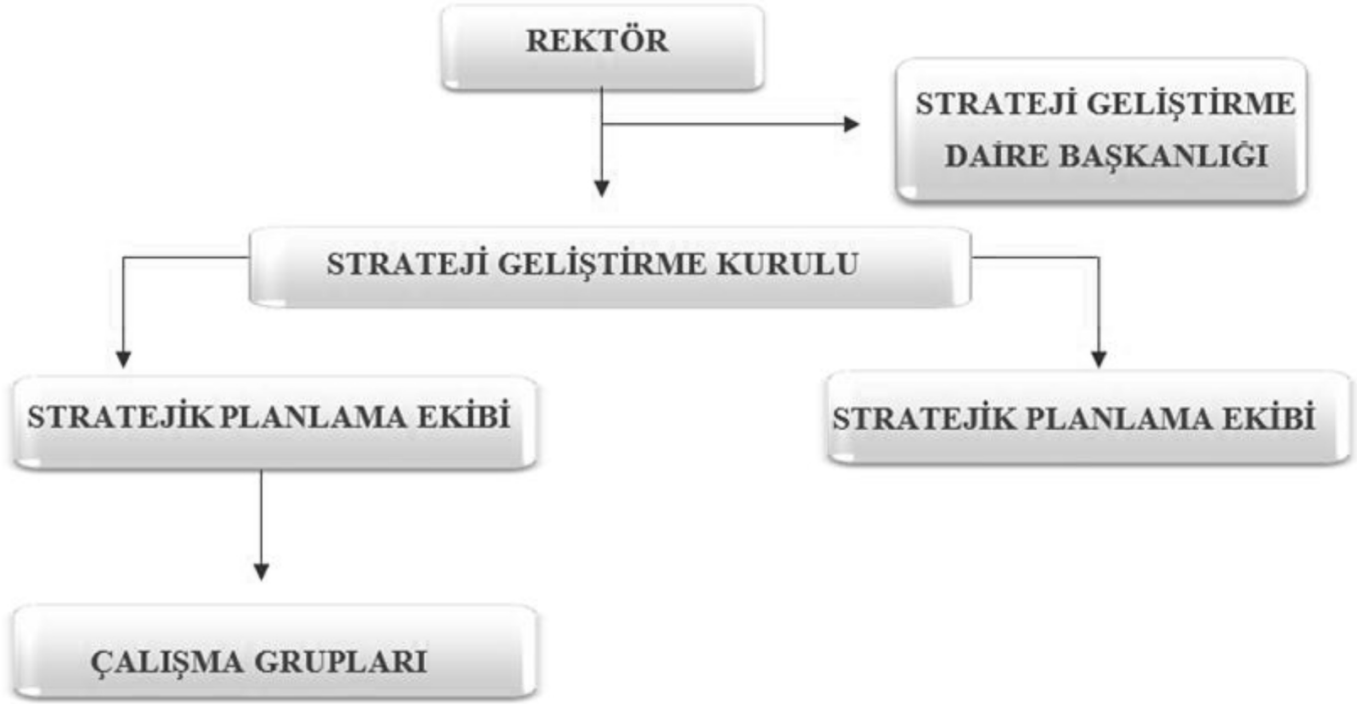 REKTÖR
STRATEJİ GELİŞTİRME
DAİRE BAŞKANLIĞI
STRATEJİ GELİŞTİRME KURULU
STRATEJİK PLANLAMA EKİBİ
STRATEJİK PLANLAMA EKİBİ
ÇALIŞMA GRUPLARI